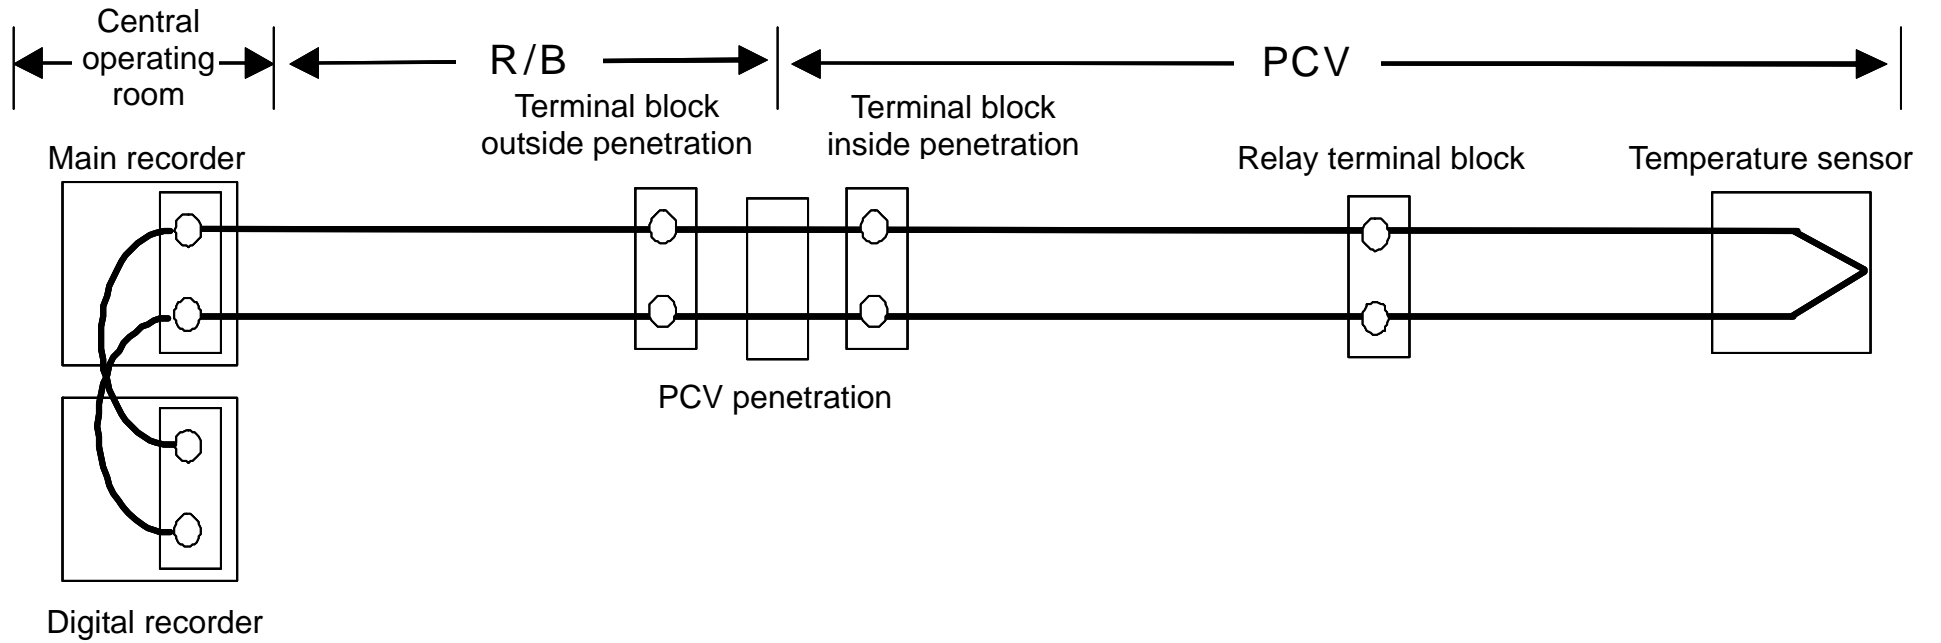 Central
operating
room
R/B
PCV
Terminal block
outside penetration
Terminal block
inside penetration
Main recorder
Relay terminal block
Temperature sensor
PCV penetration
Digital recorder